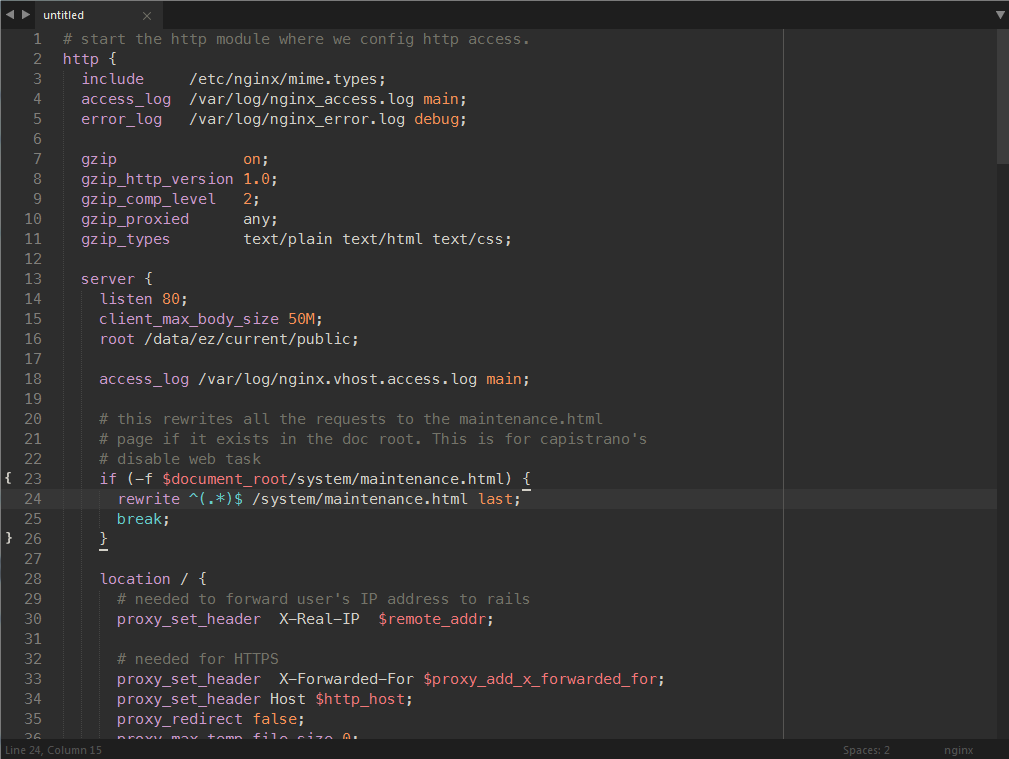 untitled
1 # start the http module where we config http access.
2 http {
3 include /etc/nginx/mime.types;
4 access_log /var/log/nginx_access.log main;
5 error_log /var/log/nginx_error.log debug;
6
7 gzip on;
8 gzip_http_version 1.0;
9 gzip_comp_level 2;
10 gzip_proxied any;
11 gzip_types text/plain text/html text/css;
12
13 server {
14 listen 80;
15 client_max_body_size 50M;
16 root /data/ez/current/public;
17
18 access_log /var/log/nginx.vhost.access.log main;
19
20 # this rewrites all the requests to the maintenance.html
21 # page if it exists in the doc root. This is for capistrano's
22 # disable web task
{ 23 if (-f $document_root/system/maintenance.html) {
24 rewrite ^(.*)$ /system/maintenance.html last;
25 break;
} 26 }
27
28 location / {
29 # needed to forward user's IP address to rails
30 proxy_set_header X-Real-IP $remote_addr;
31
32 # needed for HTTPS
33 proxy_set_header X-Forwarded-For $proxy_add_x_forwarded_for;
34 proxy_set_header Host $http_host;
35 proxy_redirect false;
36 proxy_max_temp_file_size 0;
Line 24, Column 15 Spaces: 2 nginx